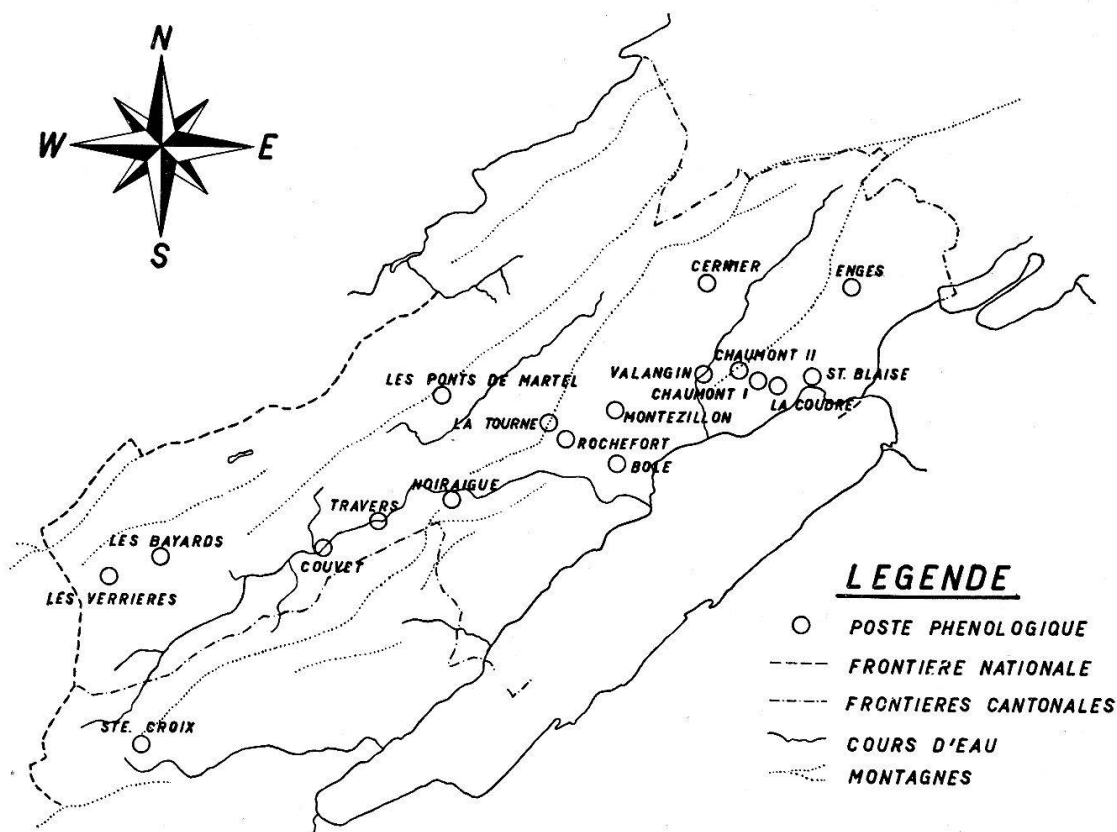 N
W
E
S
CERNIER
ENGES
CHAUMONT II
VALANGIN
ST. BLAISE
LES PONTS DE MARTEL
CHAUMONT I
LA COUDRE
MONTEZILLON
LA TOURNE
ROCHEFORT
BOLE
NOIRAIGUE
TRAVERS
LES BAYARDS
COUVET
LES VERRIERES
STE. CROIX
LEGENDE
POSTE PHENOLOGIQUE
FRONTIÈRE NATIONALE
FRONTIERES CANTONALES
COURS D'EAU
MONTAGNES